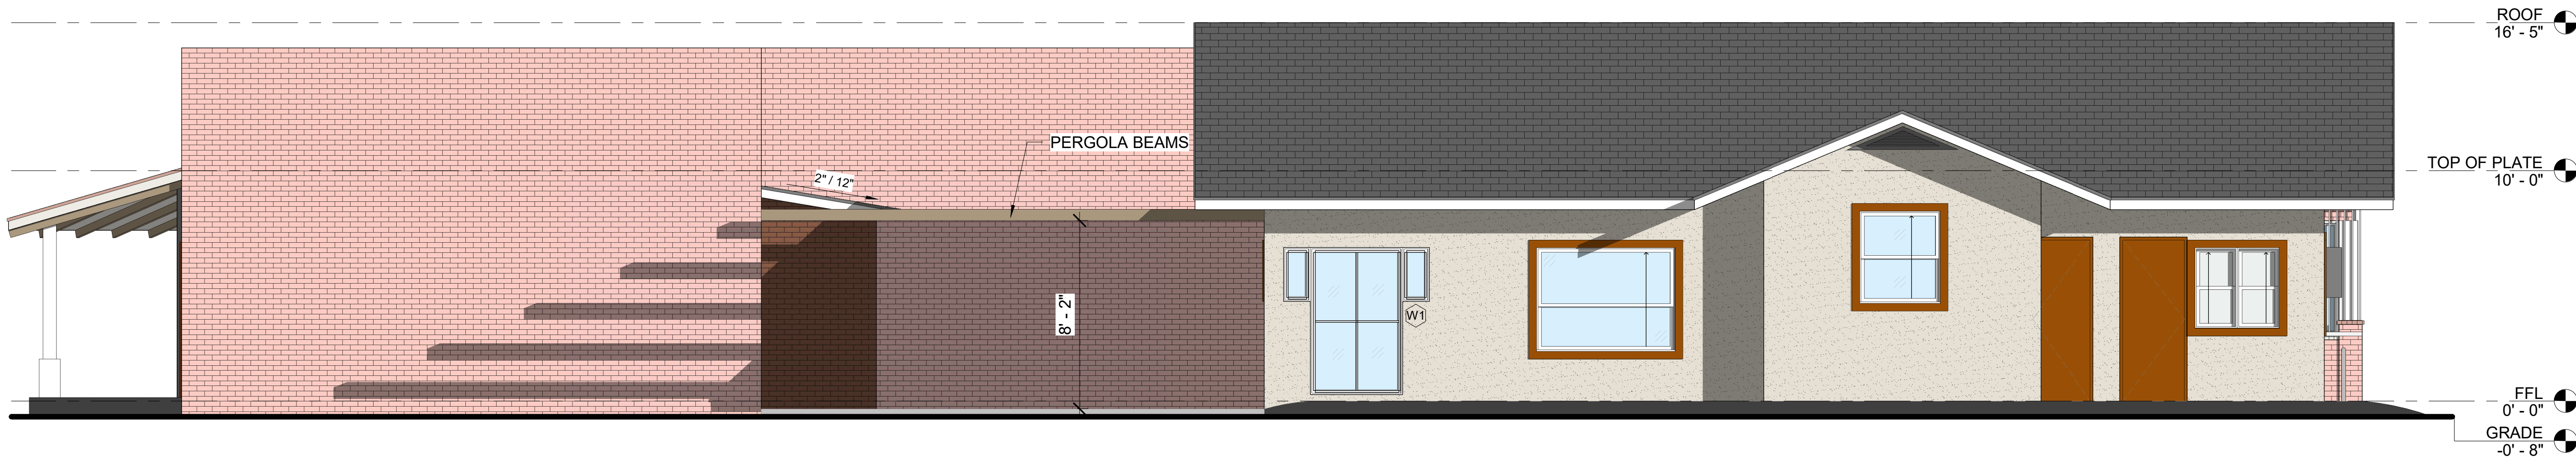 ROOF
16' - 5"
PERGOLA BEAMS
TOP OF PLATE
10' - 0"
2" / 12"
8' - 2"
W1
FFL
0' - 0"
GRADE
-0' - 8"